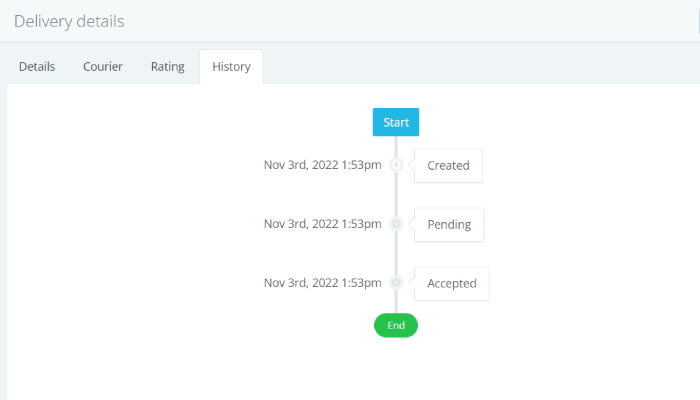 Delivery details
Details Courier Rating History
Start
Nov 3rd, 2022 1:53pm Created
Nov 3rd, 2022 1:53pm Pending
Nov 3rd, 2022 1:53pm Accepted
End